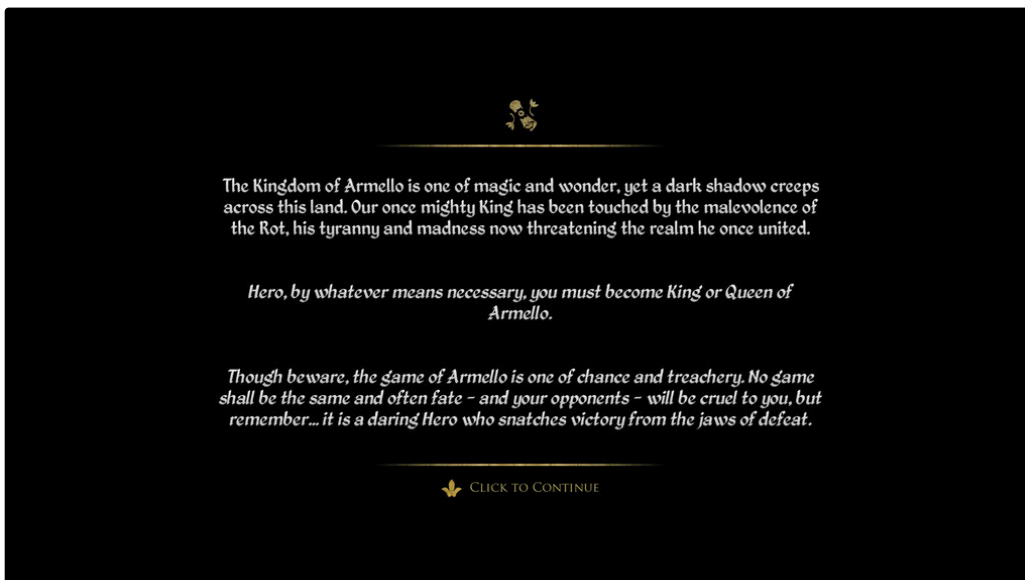 The Kingdom of Armello is one of magic and wonder, yet a dark shadow creeps
across this land. Our once mighty King has been touched by the malevolence of
the Rot, his tyranny and madness now threatening the realm he once united.
Hero, by whatever means necessary, you must become King or Queen of
Armello.
Though beware, the game of Armello is one of chance and treachery. No game
shall be the same and often fate - and your opponents - will be cruel to you, but
remember... it is a daring Hero who snatches victory from the jaws of defeat.
Click to Continue